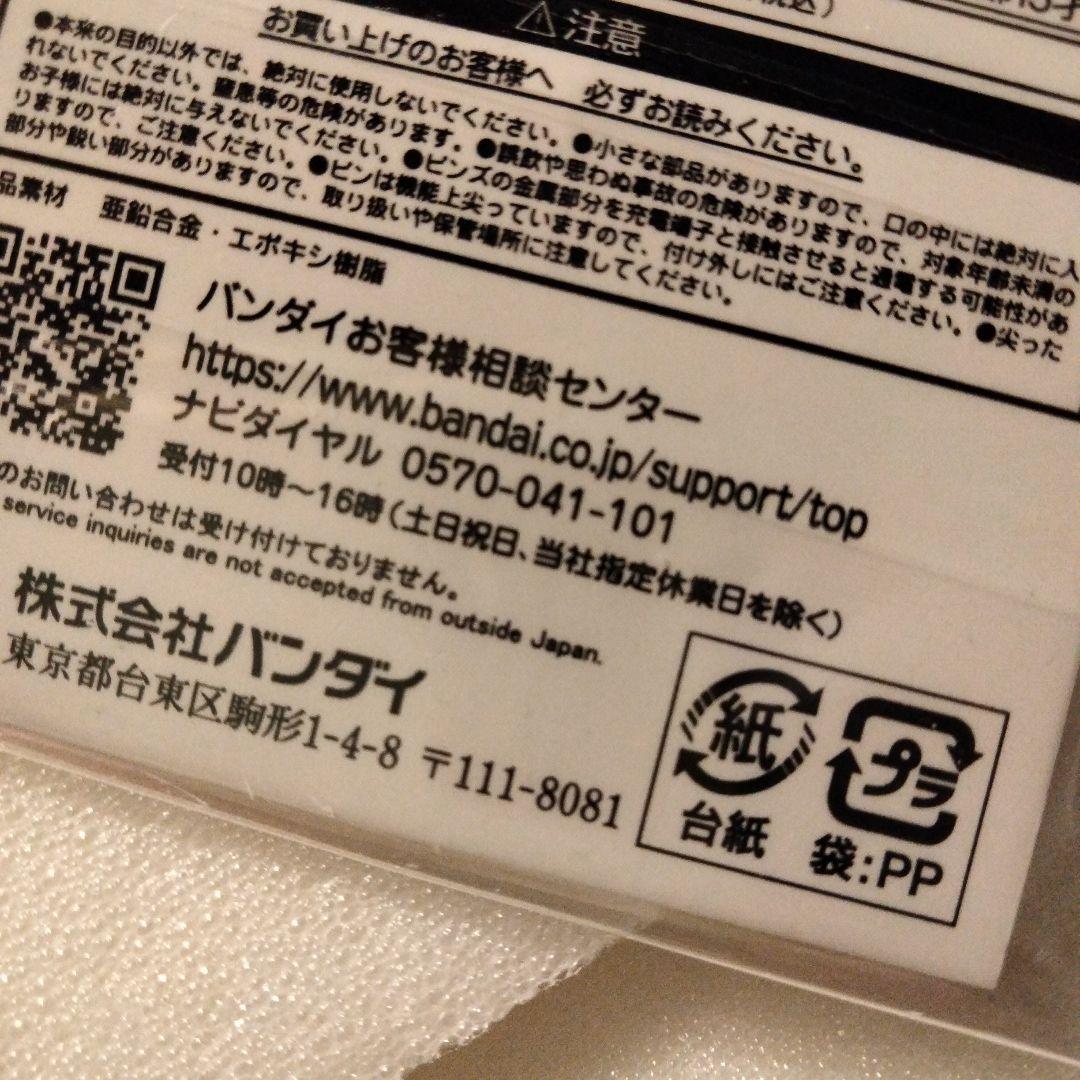 ⚠注意
お買い上げのお客様へ 必ずお読みください。
●本来の目的以外では、絶対に使用しないでください。●小さな部品がありますので、口の中には絶対に入
れないでください。窒息等の危険があります。●誤飲や思わぬ事故の危険がありますので、対象年齢未満の
お子様には絶対に与えないでください。●ピンズの金属部分を充電端子と接触させると通電する可能性があ
りますので、ご注意ください。●ピンは機能上尖っていますので、付け外しにはご注意ください。●尖った
部分や鋭い部分がありますので、取り扱いや保管場所に注意してください。
品素材 亜鉛合金・エポキシ樹脂
バンダイお客様相談センター
https://www.bandai.co.jp/support/top
ナビダイヤル 0570-041-101
受付10時〜16時(土日祝日、当社指定休業日を除く)
のお問い合わせは受け付けておりません。
service inquiries are not accepted from outside Japan.
株式会社バンダイ
東京都台東区駒形1-4-8 〒111-8081
紙 プラ
台紙 袋:PP